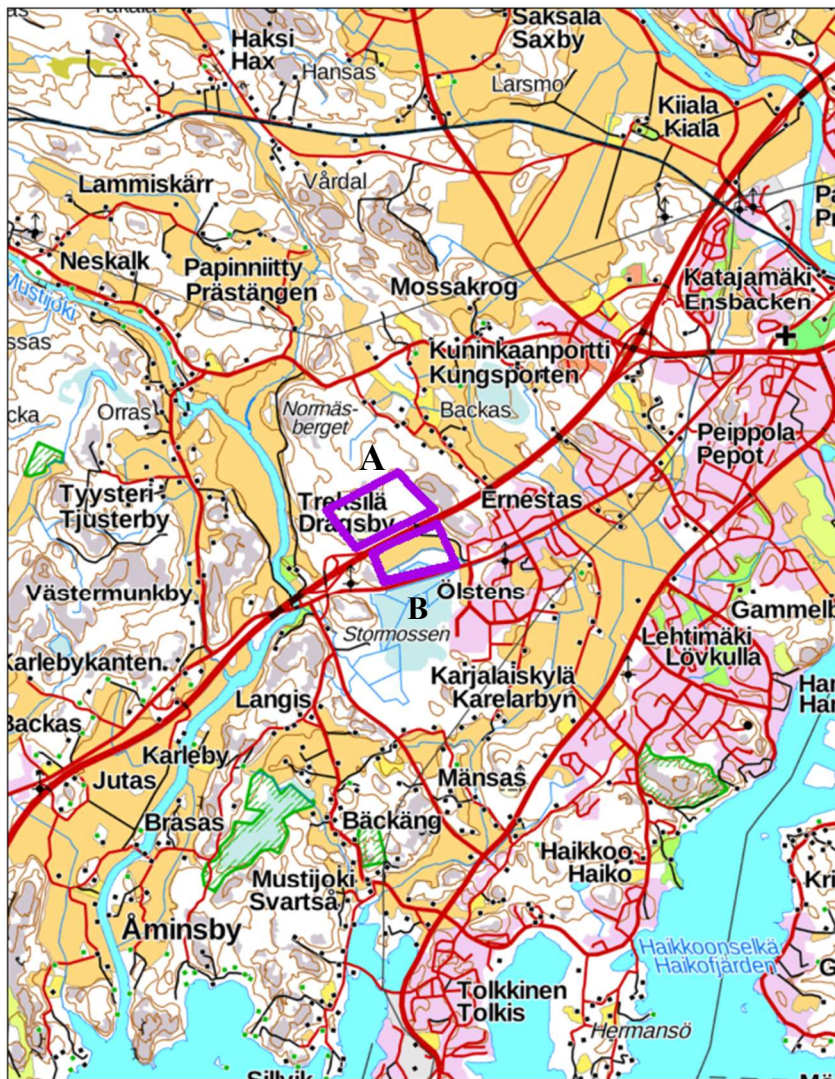 Saksala
Saxby
Haksi
Hax
Hansas
Larsmo
Kiiala
Kiala
Vårdal
Lammiskärr
Neskalk
Papinniitty
Prästängen
Mossakrog
Katajamäki
Ensbacken
Mustijoki
Kuninkaanportti
Kungsporten
Orras
Normäs-
berget
Backas
Peippola
Pepot
A
Tyysteri
Tjusterby
Treksilä
Drägsby
Ernestas
Västermunkby
B
Ölstens
Stormossen
Gammelb
Lehtimäki
Lövkulla
Karlebykanten
Karjalaiskylä
Karelarbyn
Langis
Backas
Karleby
Jutas
Mänsas
Brasas
Bäckäng
Haikkoo
Haiko
Mustijoki
Svartså
Åminsby
Haikkoonselkä
Haikofjärden
Tolkkinen
Tolkis
Hermansö
Sillvik